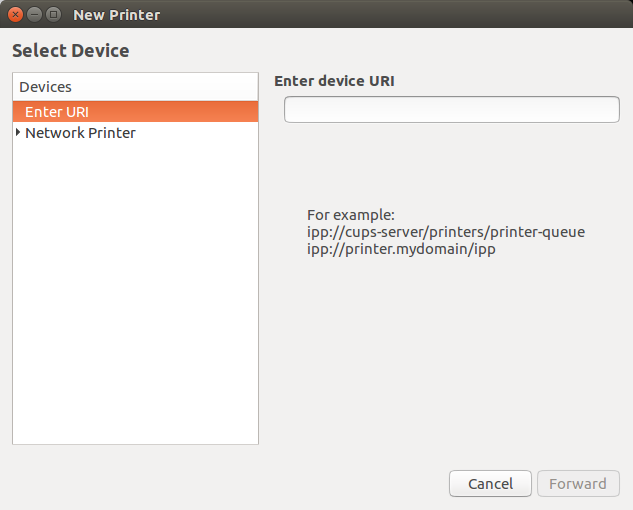 New Printer
Select Device
Devices
Enter URI
Network Printer
Enter device URI
For example:
ipp://cups-server/printers/printer-queue
ipp://printer.mydomain/ipp
Cancel
Forward